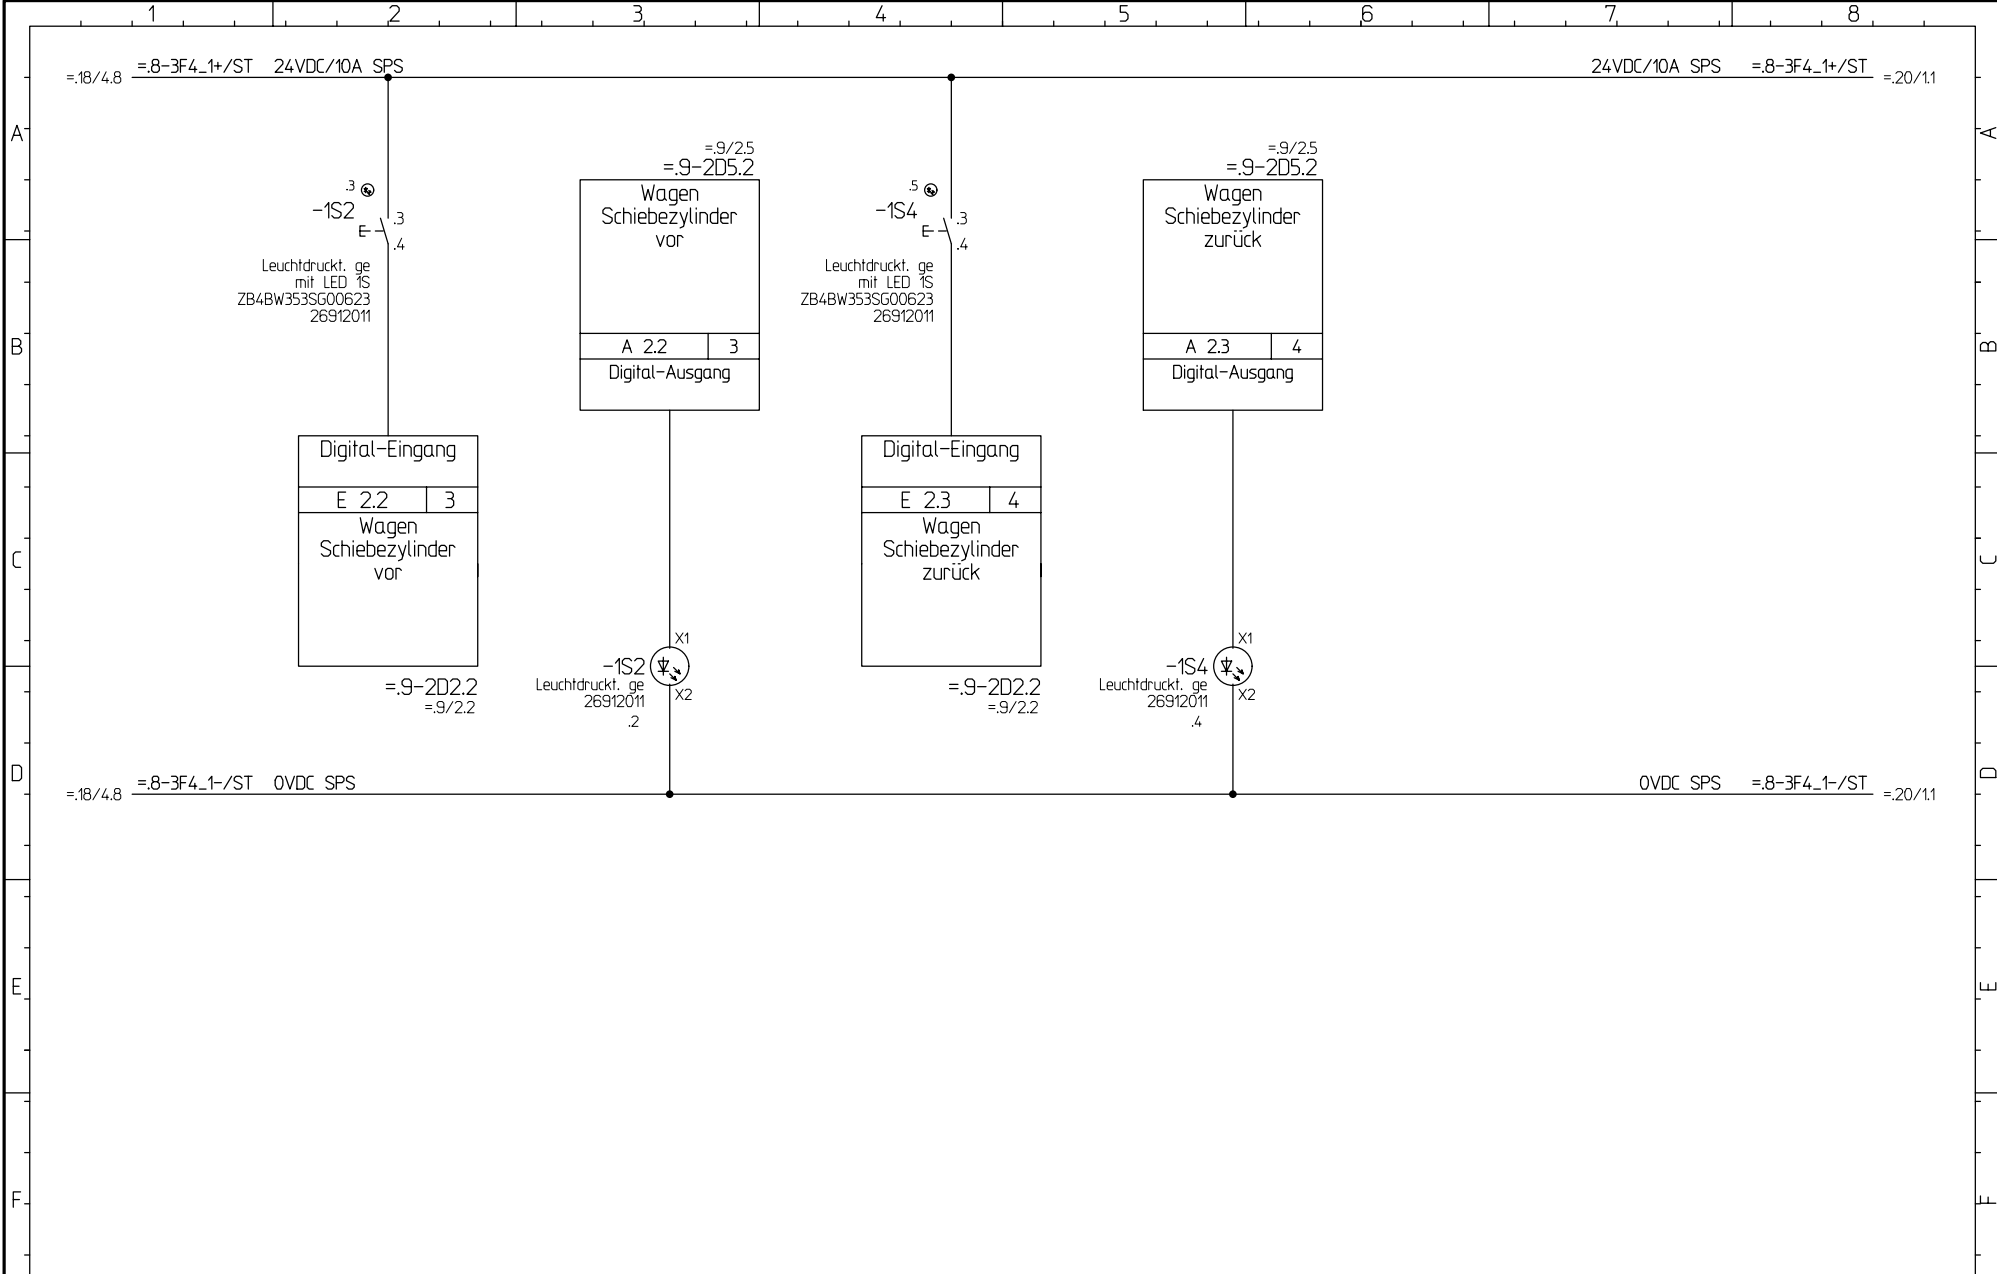 1 2 3 4 5 6 7 8
=.18/4.8 =.8-3F4_1+/ST 24VDC/10A SPS
24VDC/10A SPS =.8-3F4_1+/ST =.20/1.1
A
A
.3
-1S2
.3
.4
Leuchtdruckt. ge
mit LED 1S
ZB4BW353SG00623
26912011
=.9/2.5
=.9-2D5.2
Wagen
Schiebezylinder
vor
A 2.2 3
Digital-Ausgang
.5
-1S4
.3
.4
Leuchtdruckt. ge
mit LED 1S
ZB4BW353SG00623
26912011
=.9/2.5
=.9-2D5.2
Wagen
Schiebezylinder
zurück
A 2.3 4
Digital-Ausgang
B
B
Digital-Eingang
E 2.2 3
Wagen
Schiebezylinder
vor
=.9-2D2.2
=.9/2.2
X1
-1S2
Leuchtdruckt. ge
26912011
X2
.2
Digital-Eingang
E 2.3 4
Wagen
Schiebezylinder
zurück
=.9-2D2.2
=.9/2.2
X1
-1S4
Leuchtdruckt. ge
26912011
X2
.4
C
C
D
D
=.18/4.8 =.8-3F4_1-/ST 0VDC SPS
0VDC SPS =.8-3F4_1-/ST =.20/1.1
E
E
F
F